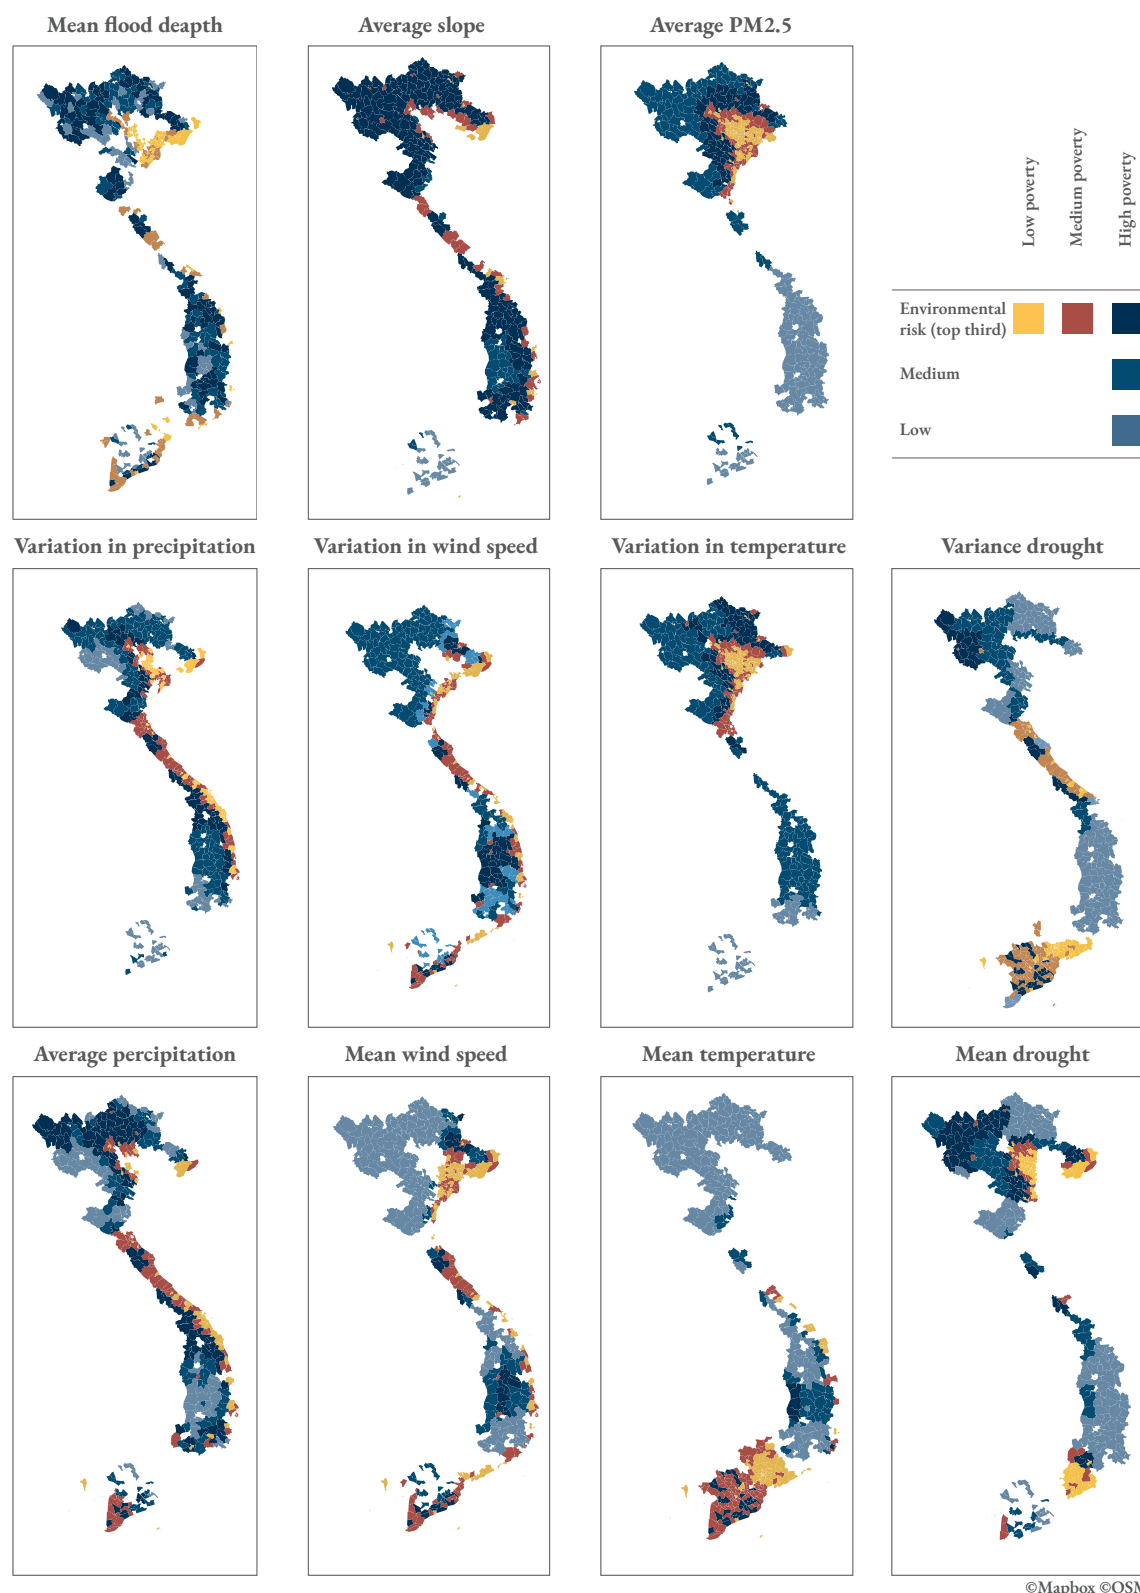 Mean flood deapth
Average slope
Average PM2.5
Low poverty
Medium poverty
High poverty
Environmental
risk (top third)
Medium
Low
Variation in precipitation
Variation in wind speed
Variation in temperature
Variance drought
Average percipitation
Mean wind speed
Mean temperature
Mean drought
©Mapbox ©OSM